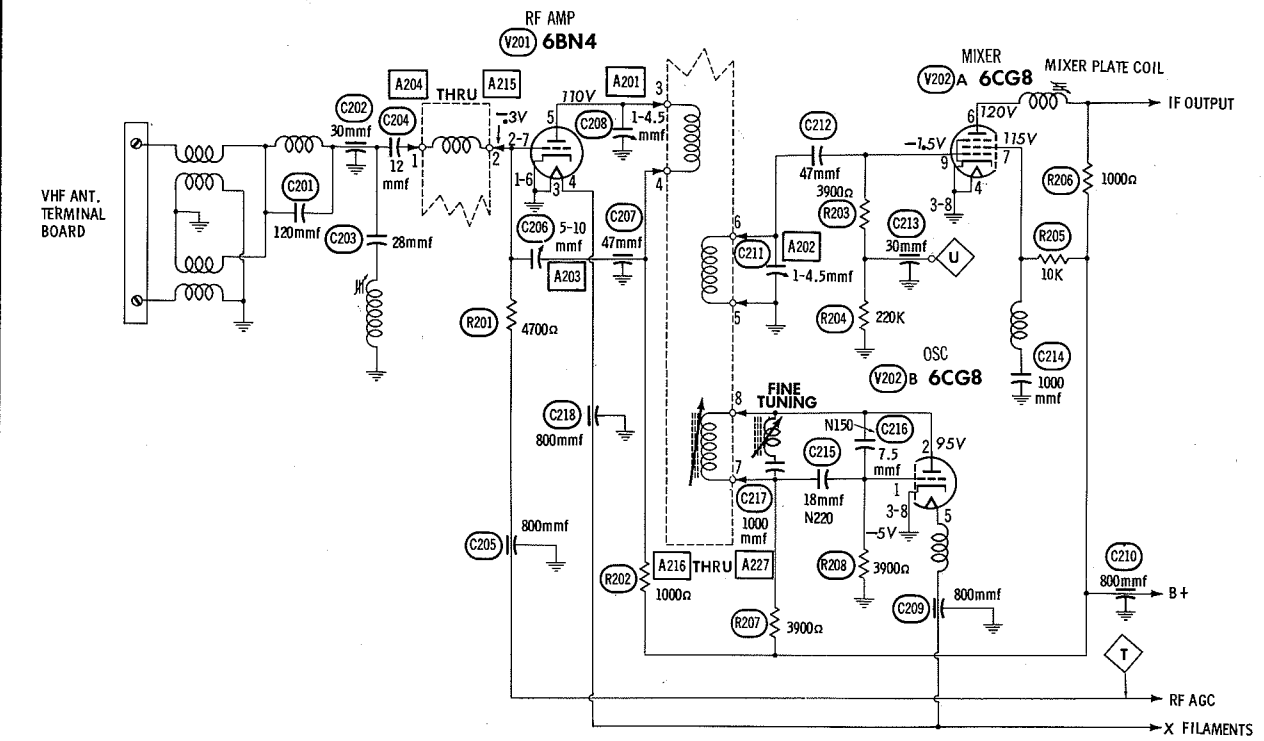 RF AMP
V201 6BN4
MIXER
V202 A 6CG8
MIXER PLATE COIL
A204
THRU
A215
A201
110V
3
120V
6
IF OUTPUT
C202
30mmf
C204
12
mmf
-.3V
5
2-7
C208
1-4.5
mmf
C212
47mmf
-1.5V
115V
9
7
4
1
2
1-6
3
4
4
R206
1000Ω
VHF ANT.
TERMINAL
BOARD
C201
120mmf
C203
28mmf
C206
5-10
mmf
A203
C207
47mmf
3900Ω
R203
C213
30mmf
U
3-8
R205
10K
6
C211
A202
1-4.5mmf
5
R201
4700Ω
R204
220K
OSC
V202 B 6CG8
C214
1000
mmf
FINE
TUNING
8
N150
C216
7.5
mmf
2
95V
C218
800mmf
7
C217
1000
mmf
C215
18mmf
N220
1
3-8
5
-5V
C205
800mmf
R202
1000Ω
A216
THRU
A227
R208
3900Ω
C209
800mmf
C210
800mmf
B+
R207
3900Ω
T
RF AGC
X FILAMENTS